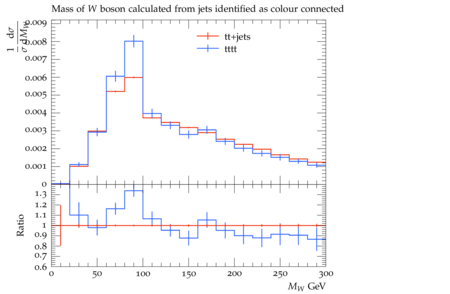 Mass of W boson calculated from jets identified as colour connected
1/σ dσ/dM_W
tt+jets
tttt
0.009
0.008
0.007
0.006
0.005
0.004
0.003
0.002
0.001
0
Ratio
1.3
1.2
1.1
1
0.9
0.8
0.7
0.6
0 50 100 150 200 250 300
M_W GeV